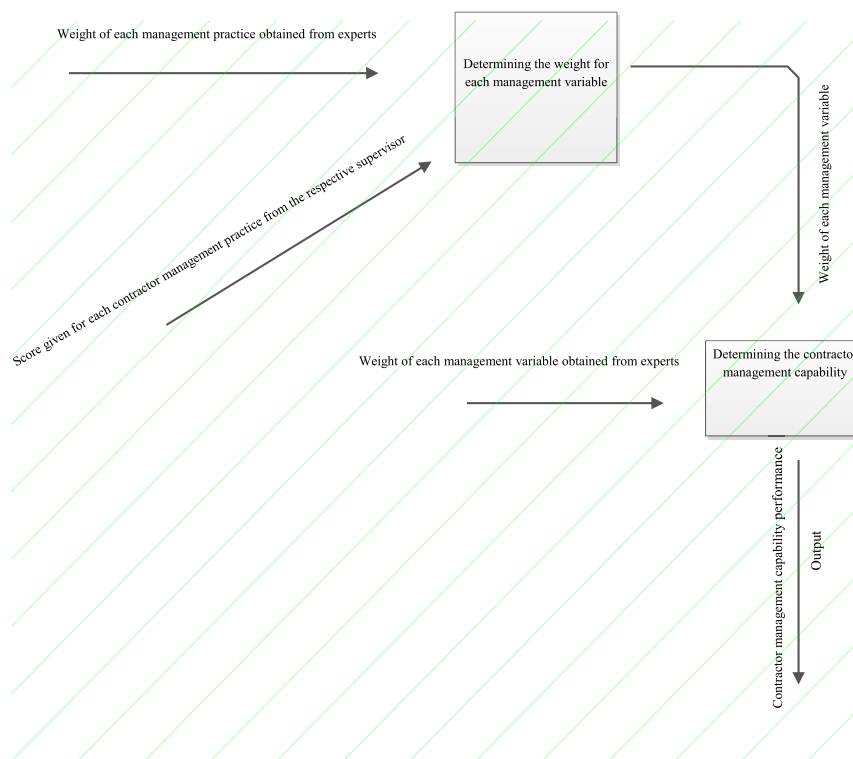 Weight of each management practice obtained from experts
Determining the weight for
each management variable
Weight of each management variable
Score given for each contractor management practice from the respective supervisor
Weight of each management variable obtained from experts
Determining the contracto
management capability
Contractor management capability performance
Output